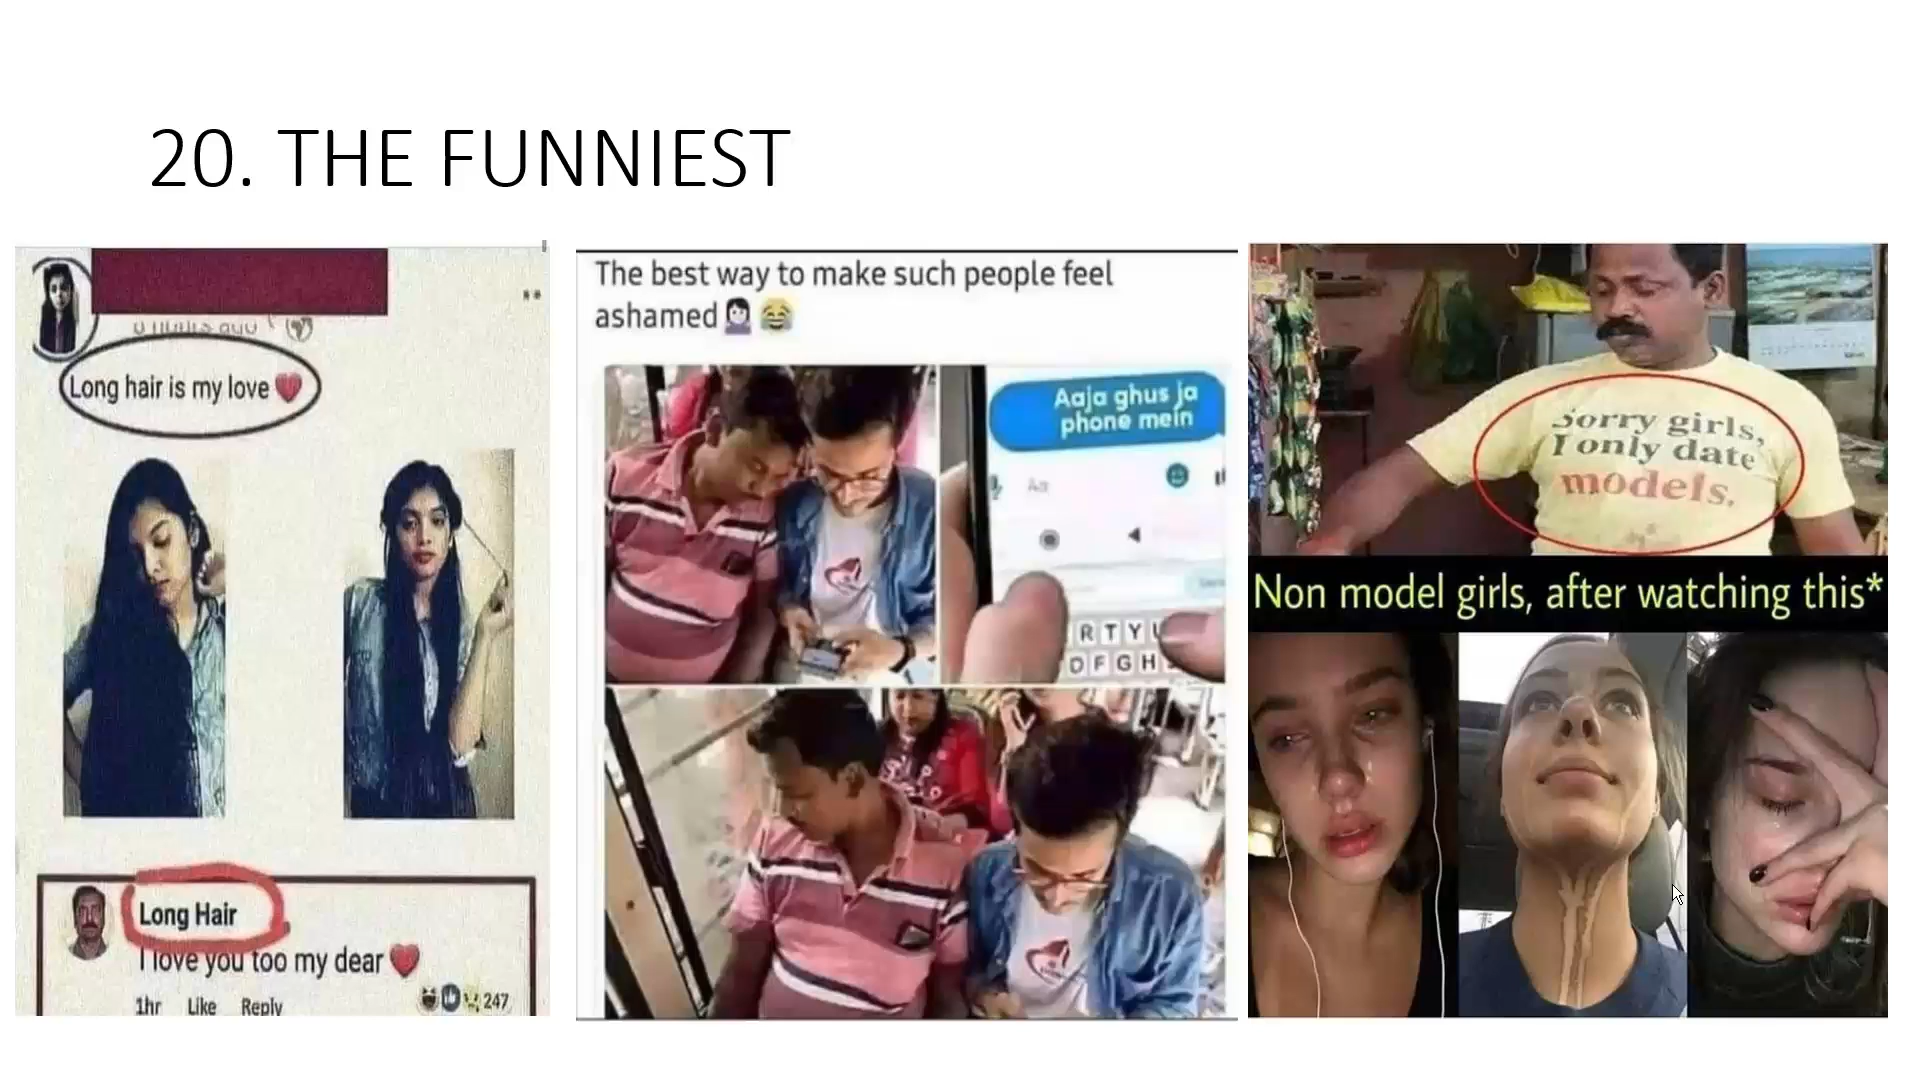 20. THE FUNNIEST
Long hair is my love
Long Hair
I love you too my dear
1hr Like Reply
247
The best way to make such people feel
ashamed
Aaja ghus ja
phone mein
Aa
R T Y U
D F G H
Sorry girls,
I only date
models.
Non model girls, after watching this*